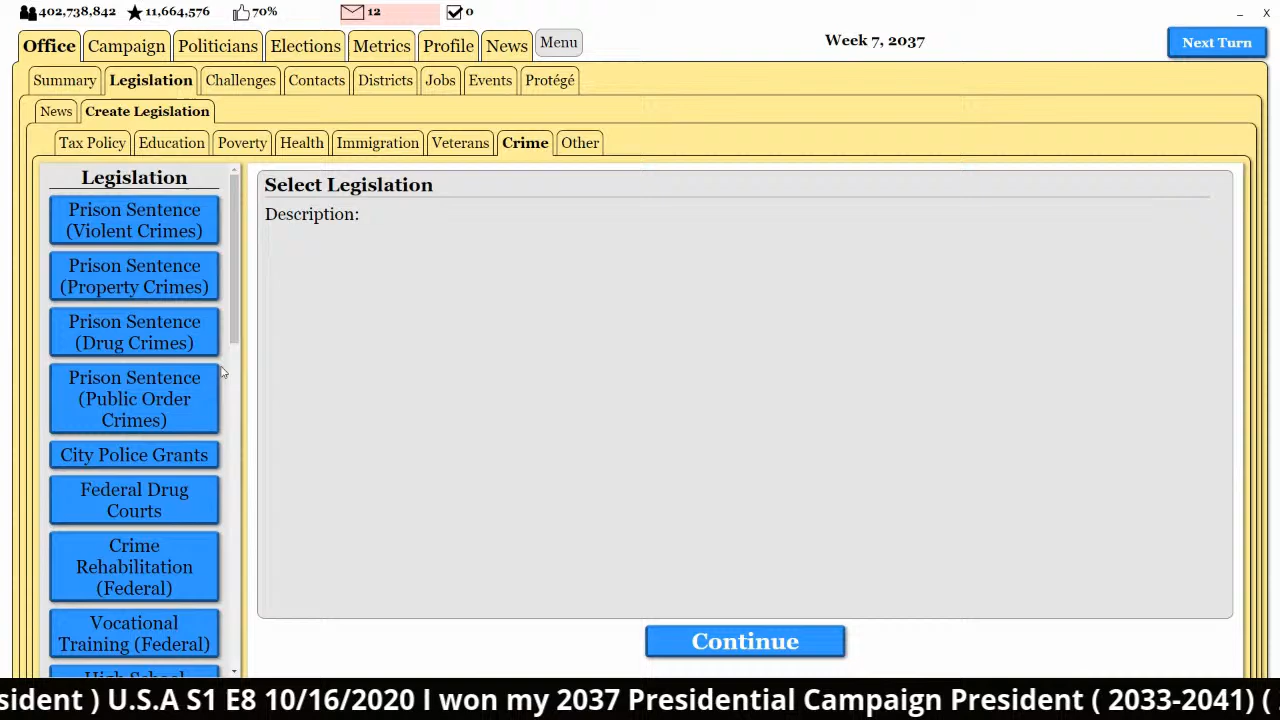 402,738,842 11,664,576 70% 12 0
Office Campaign Politicians Elections Metrics Profile News Menu Week 7, 2037 Next Turn
_ X
Summary Legislation Challenges Contacts Districts Jobs Events Protégé
News Create Legislation
Tax Policy Education Poverty Health Immigration Veterans Crime Other
Legislation
Prison Sentence
(Violent Crimes)
Prison Sentence
(Property Crimes)
Prison Sentence
(Drug Crimes)
Prison Sentence
(Public Order
Crimes)
City Police Grants
Federal Drug
Courts
Crime
Rehabilitation
(Federal)
Vocational
Training (Federal)
High School
Select Legislation
Description:
Continue
sident ) U.S.A S1 E8 10/16/2020 I won my 2037 Presidential Campaign President ( 2033-2041) (